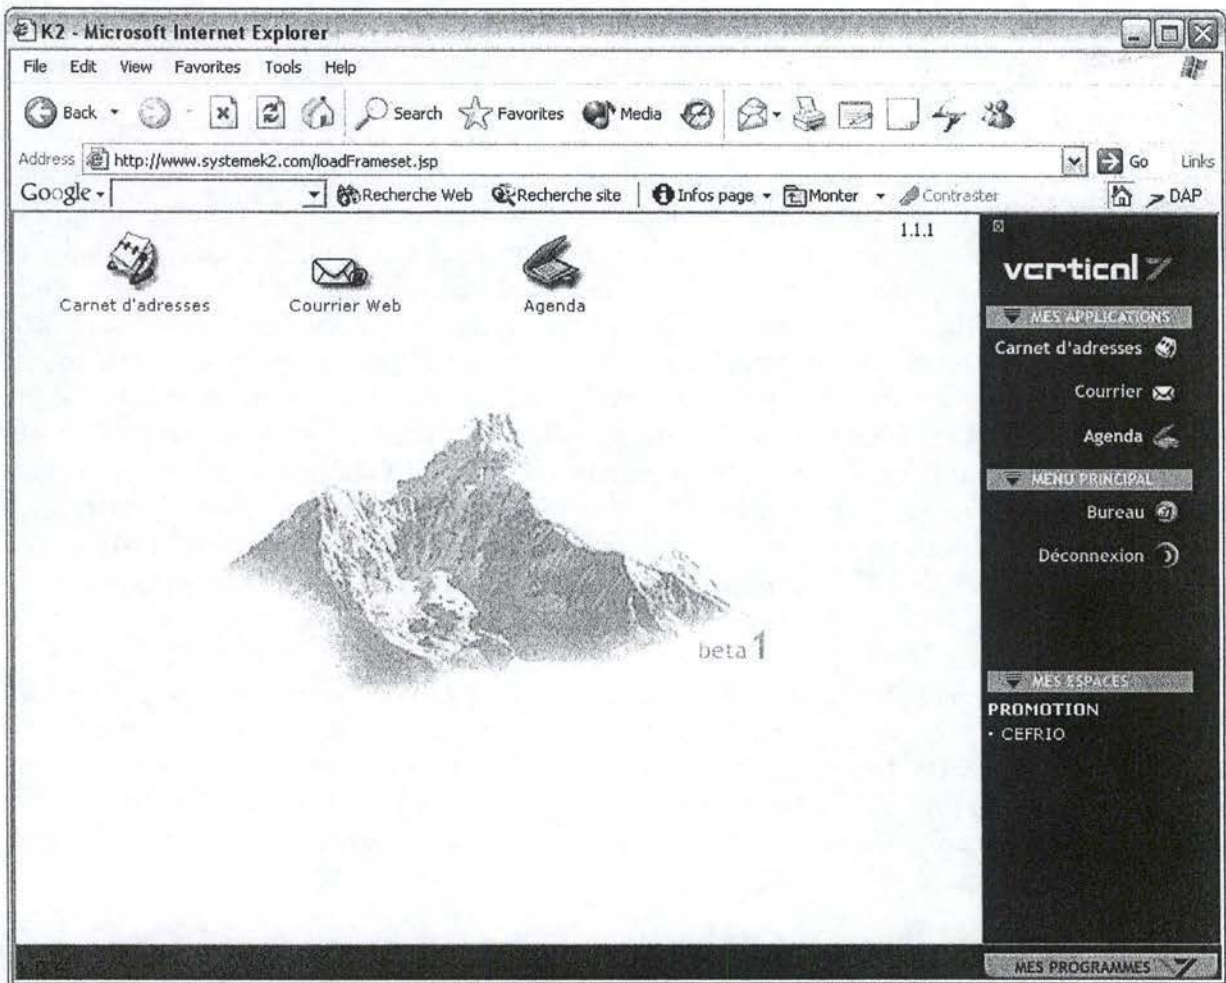 K2 - Microsoft Internet Explorer
File Edit View Favorites Tools Help
Back Search Favorites Media
Address http://www.systemek2.com/loadFrameset.jsp Go Links
Google Recherche Web Recherche site Infos page Monter Contraster DAP
1.1.1
Carnet d'adresses Courrier Web Agenda
beta 1
vertical 7
MES APPLICATIONS
Carnet d'adresses
Courrier
Agenda
MENU PRINCIPAL
Bureau
Déconnexion
MES ESPACES
PROMOTION
• CEFRIO
MES PROGRAMMES